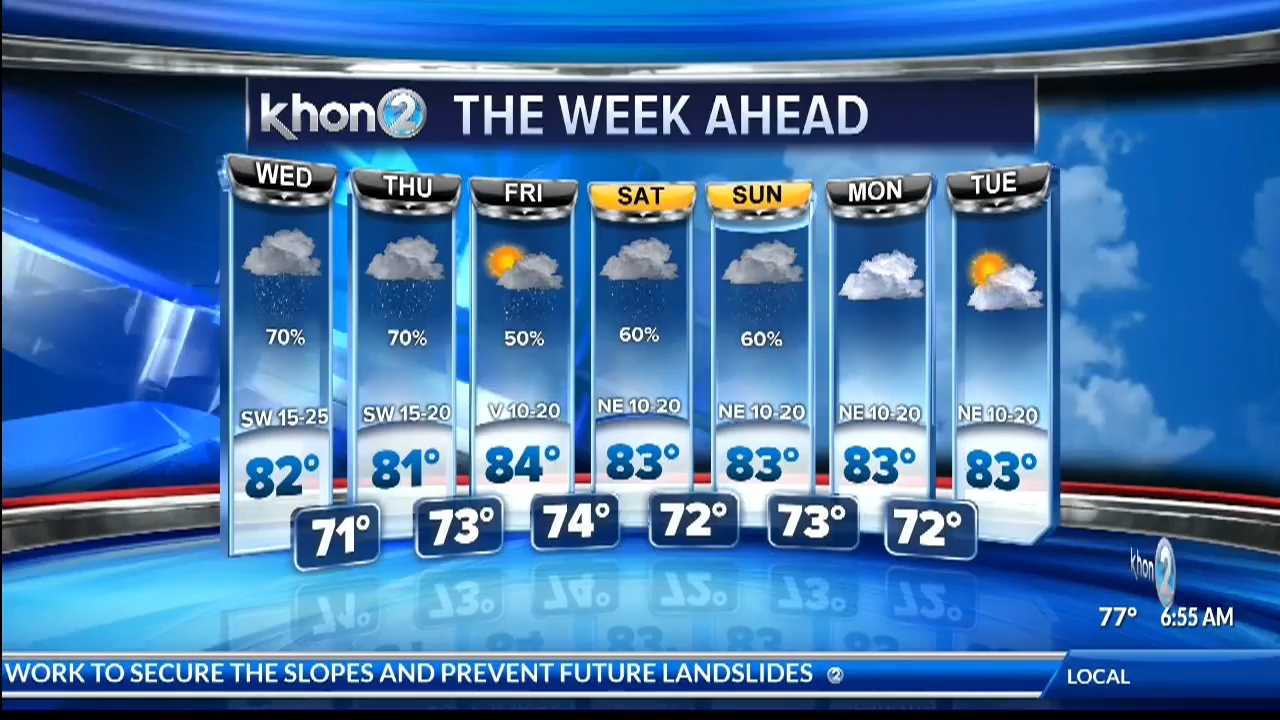 khon2 THE WEEK AHEAD
WED THU FRI SAT SUN MON TUE
70% 70% 50% 60% 60%
SW 15-25 SW 15-20 V 10-20 NE 10-20 NE 10-20 NE 10-20 NE 10-20
82° 81° 84° 83° 83° 83° 83°
71° 73° 74° 72° 73° 72°
khon2
77° 6:55 AM
WORK TO SECURE THE SLOPES AND PREVENT FUTURE LANDSLIDES 2
LOCAL